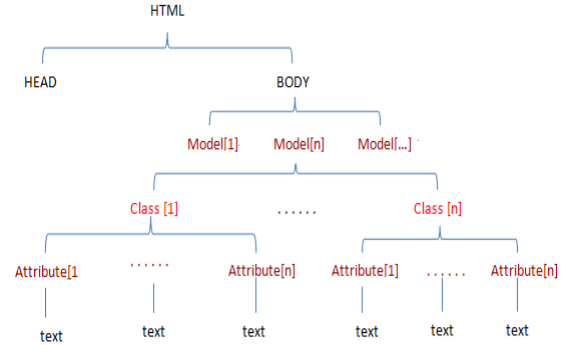 HTML
HEAD BODY
Model[1] Model[n] Model[...]
Class [1] ...... Class [n]
Attribute[1 ...... Attribute[n] Attribute[1] ...... Attribute[n]
text text text text text text